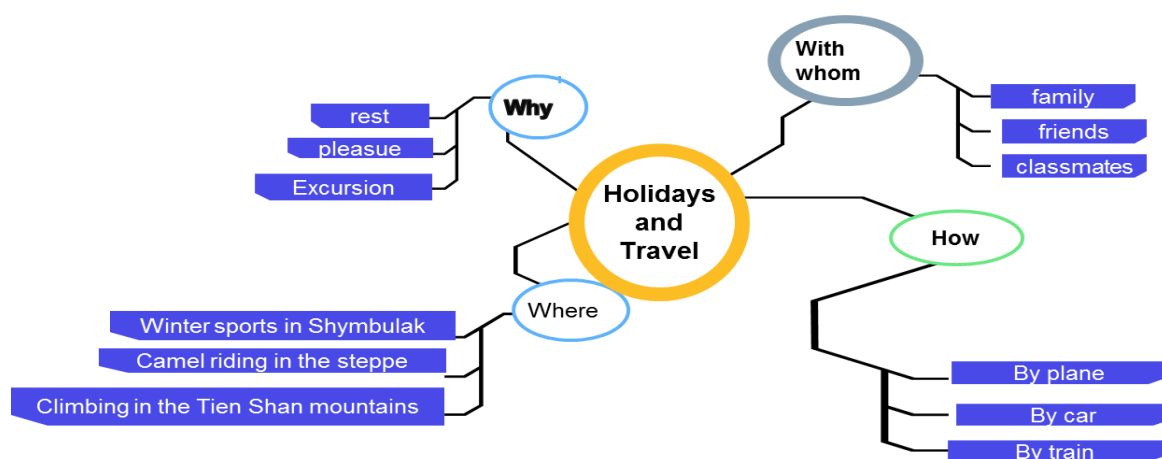 Holidays
and
Travel
Why
rest
pleasue
Excursion
With
whom
family
friends
classmates
How
By plane
By car
By train
Where
Winter sports in Shymbulak
Camel riding in the steppe
Climbing in the Tien Shan mountains